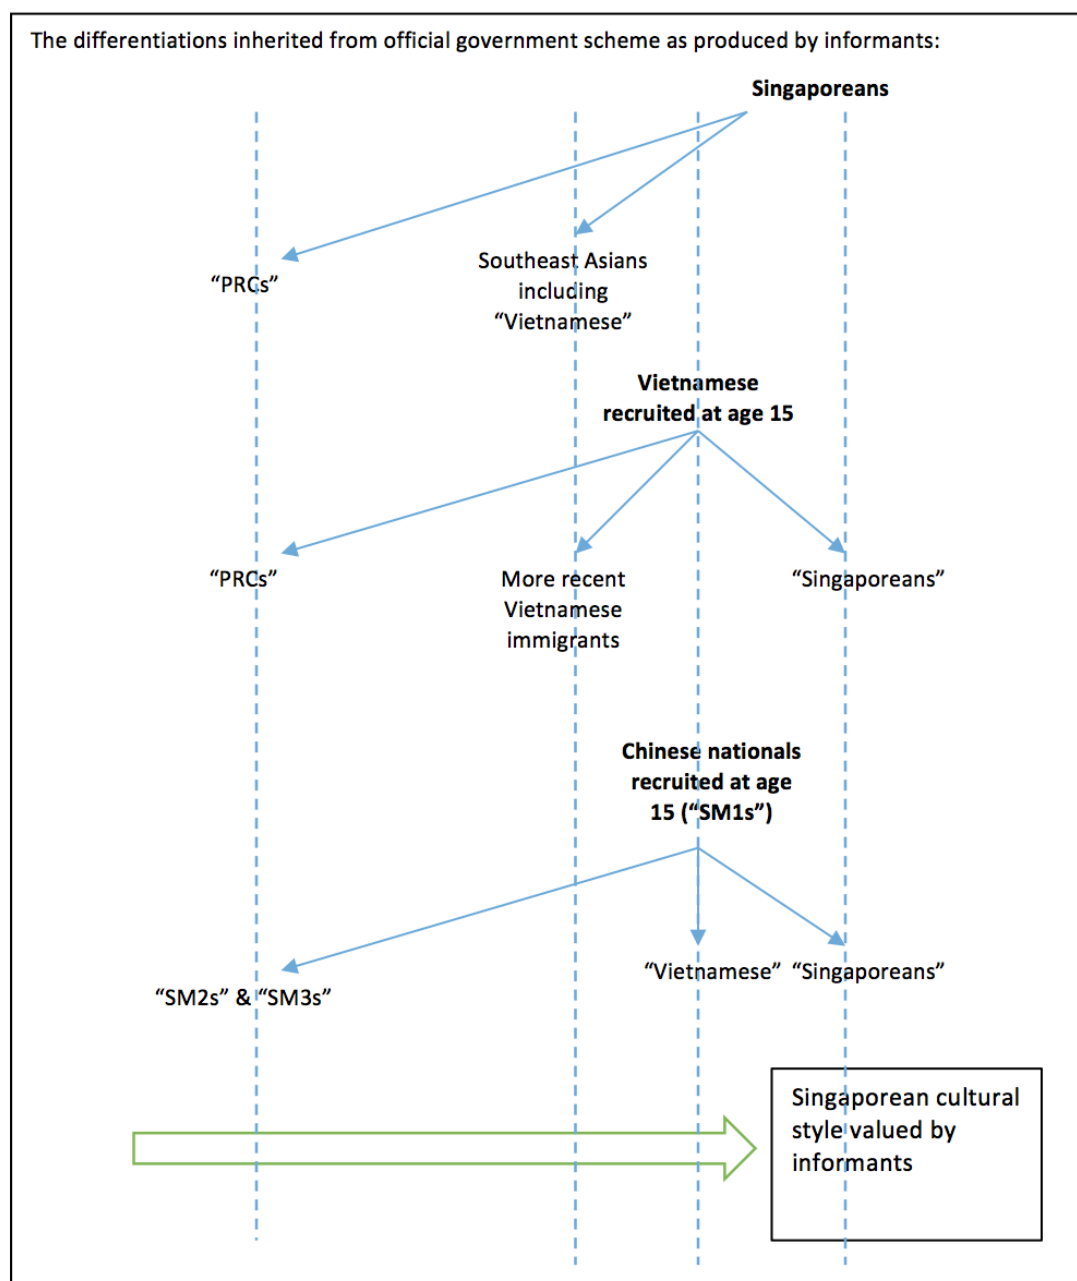 The differentiations inherited from official government scheme as produced by informants:
Singaporeans
“PRCs”
Southeast Asians
including
“Vietnamese”
Vietnamese
recruited at age 15
“PRCs”
More recent
Vietnamese
immigrants
“Singaporeans”
Chinese nationals
recruited at age
15 (“SM1s”)
“SM2s” & “SM3s”
“Vietnamese”
“Singaporeans”
Singaporean cultural
style valued by
informants